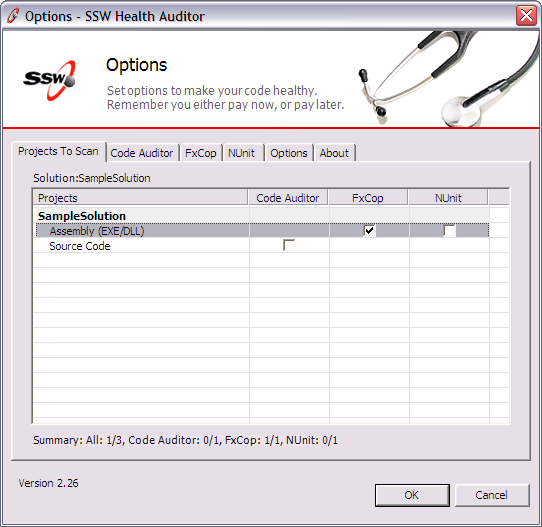 Options - SSW Health Auditor
SSW
Options
Set options to make your code healthy.
Remember you either pay now, or pay later.
Projects To Scan Code Auditor FxCop NUnit Options About
Solution:SampleSolution
Projects Code Auditor FxCop NUnit
SampleSolution
Assembly (EXE/DLL)
Source Code
Summary: All: 1/3, Code Auditor: 0/1, FxCop: 1/1, NUnit: 0/1
Version 2.26
OK Cancel